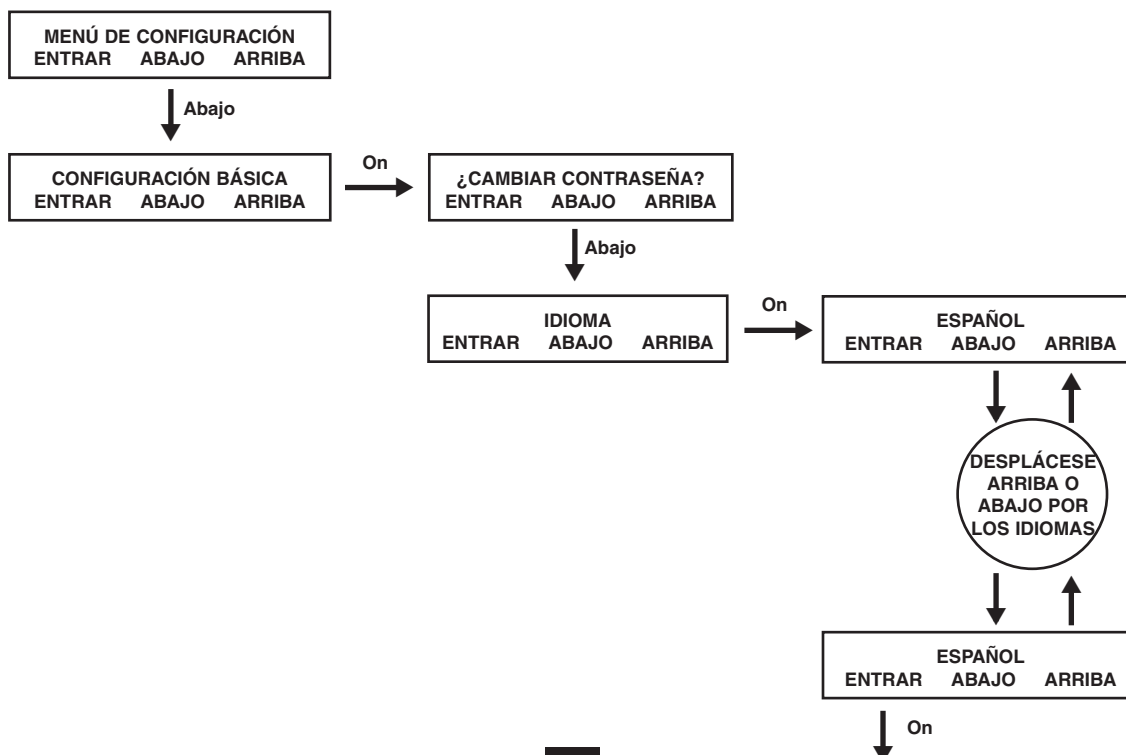 MENÚ DE CONFIGURACIÓN
ENTRAR ABAJO ARRIBA
Abajo
CONFIGURACIÓN BÁSICA
ENTRAR ABAJO ARRIBA
On
¿CAMBIAR CONTRASEÑA?
ENTRAR ABAJO ARRIBA
Abajo
IDIOMA
ENTRAR ABAJO ARRIBA
On
ESPAÑOL
ENTRAR ABAJO ARRIBA
DESPLÁCESE
ARRIBA O
ABAJO POR
LOS IDIOMAS
ESPAÑOL
ENTRAR ABAJO ARRIBA
On